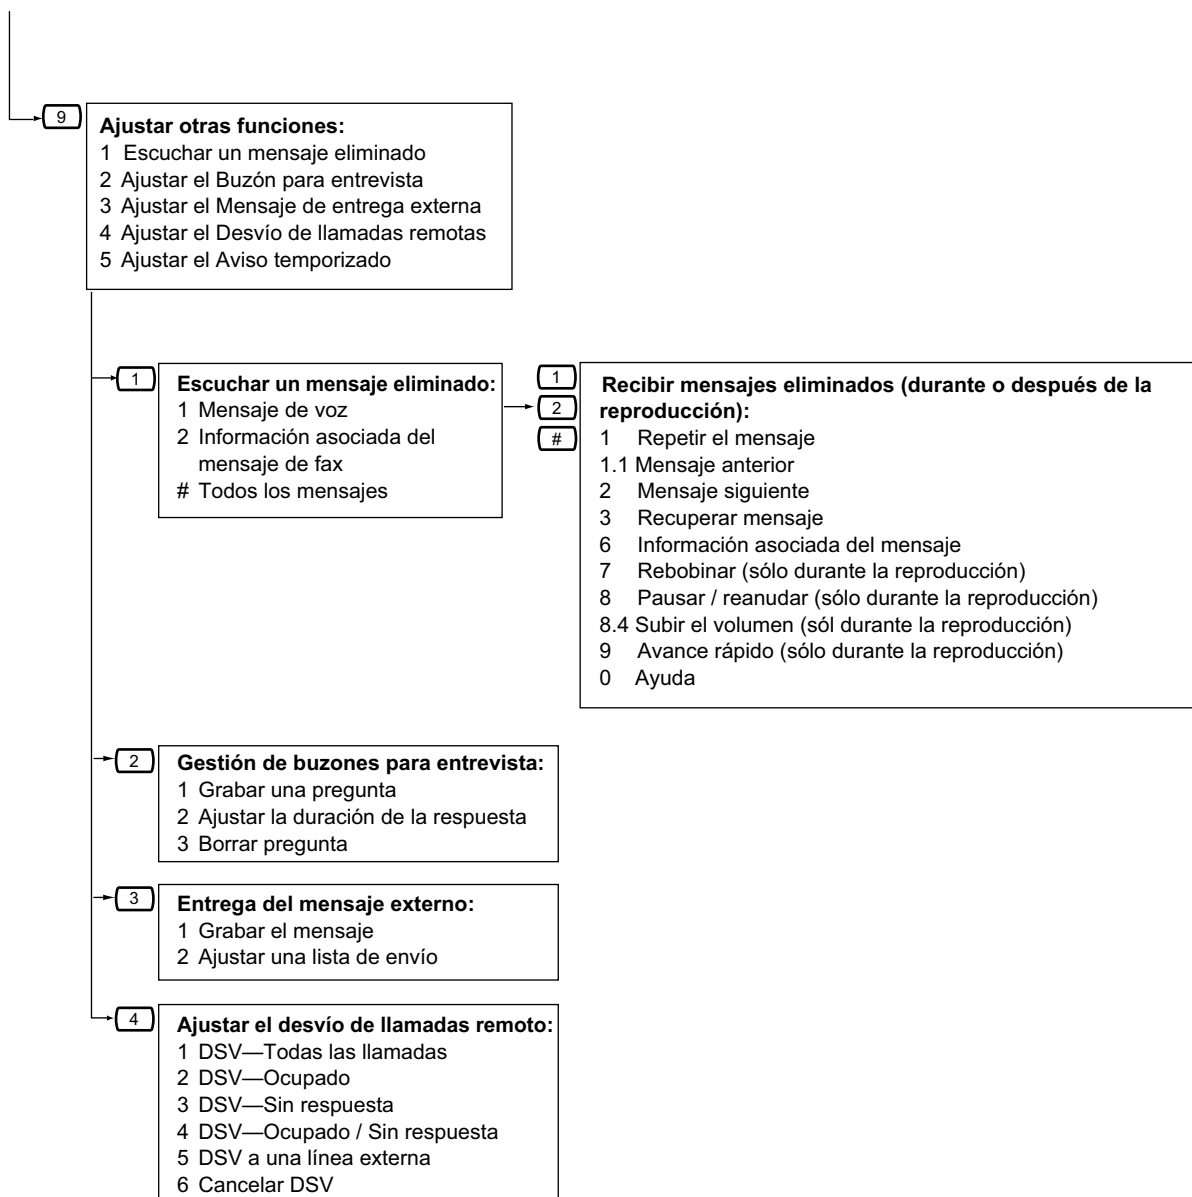 9
Ajustar otras funciones:
1 Escuchar un mensaje eliminado
2 Ajustar el Buzón para entrevista
3 Ajustar el Mensaje de entrega externa
4 Ajustar el Desvío de llamadas remotas
5 Ajustar el Aviso temporizado
1
Escuchar un mensaje eliminado:
1 Mensaje de voz
2 Información asociada del
mensaje de fax
# Todos los mensajes
1
2
#
Recibir mensajes eliminados (durante o después de la
reproducción):
1 Repetir el mensaje
1.1 Mensaje anterior
2 Mensaje siguiente
3 Recuperar mensaje
6 Información asociada del mensaje
7 Rebobinar (sólo durante la reproducción)
8 Pausar / reanudar (sólo durante la reproducción)
8.4 Subir el volumen (sól durante la reproducción)
9 Avance rápido (sólo durante la reproducción)
0 Ayuda
2
Gestión de buzones para entrevista:
1 Grabar una pregunta
2 Ajustar la duración de la respuesta
3 Borrar pregunta
3
Entrega del mensaje externo:
1 Grabar el mensaje
2 Ajustar una lista de envío
4
Ajustar el desvío de llamadas remoto:
1 DSV—Todas las llamadas
2 DSV—Ocupado
3 DSV—Sin respuesta
4 DSV—Ocupado / Sin respuesta
5 DSV a una línea externa
6 Cancelar DSV